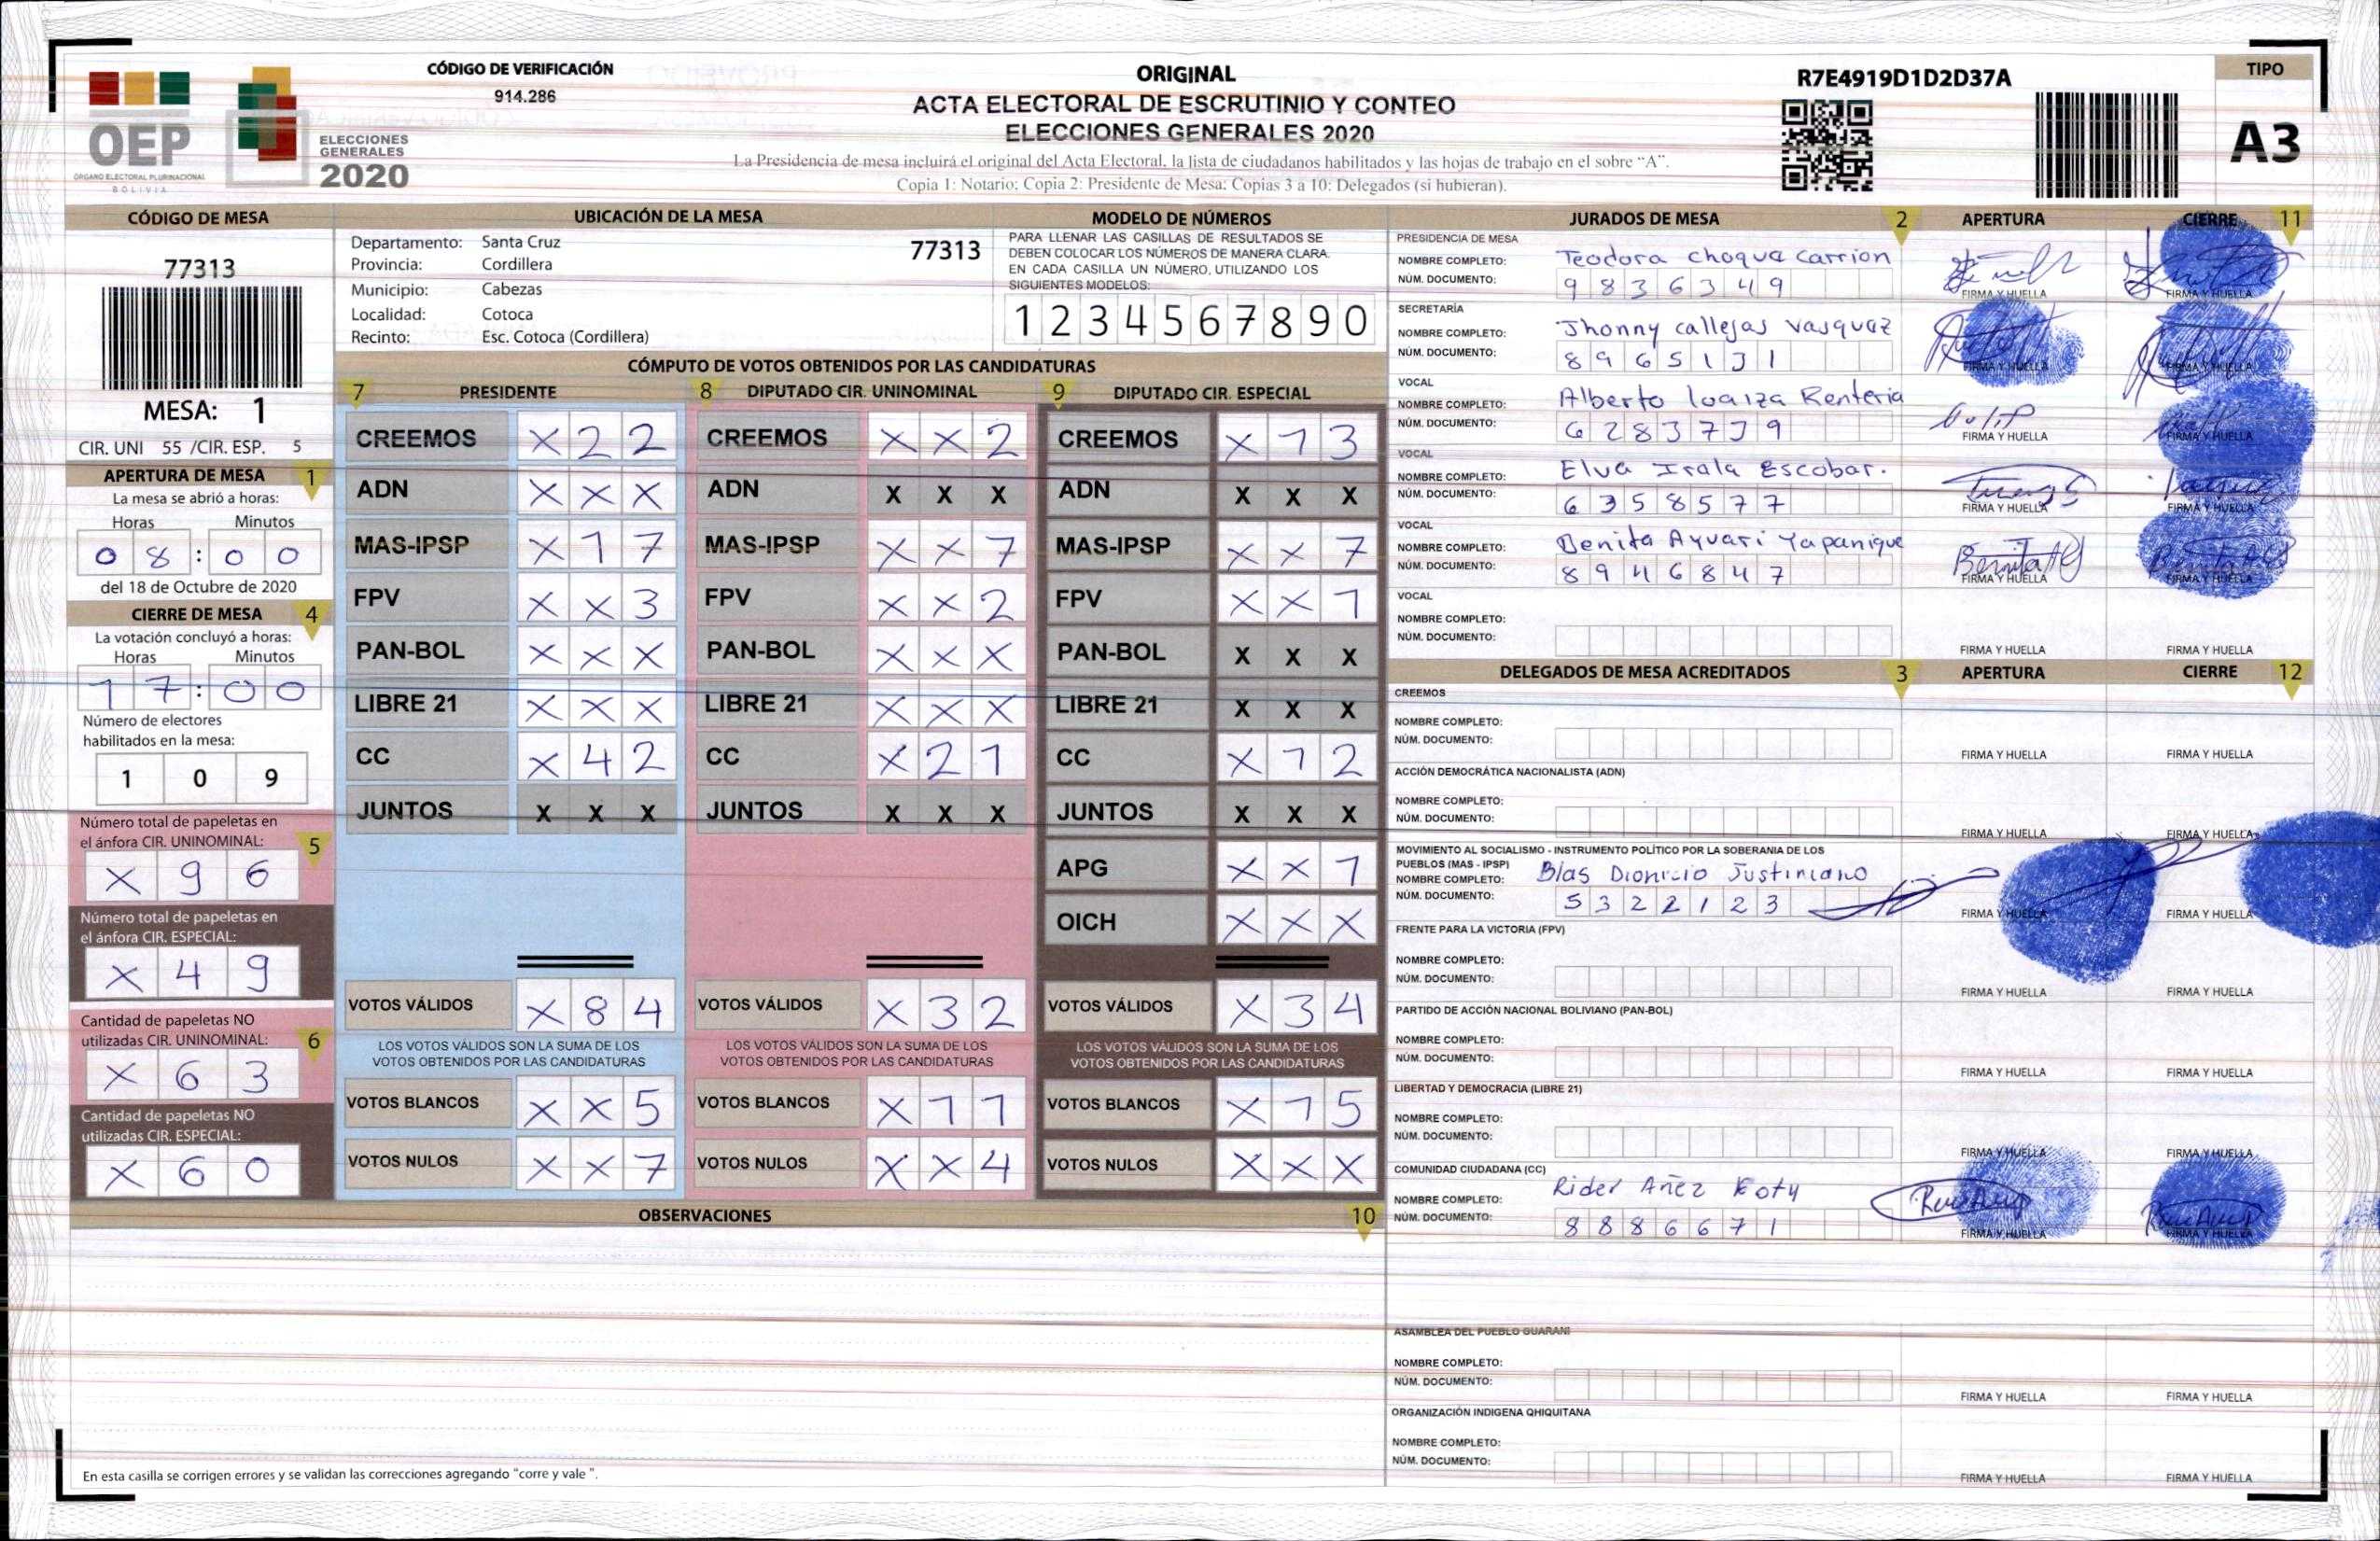 OEP
ÓRGANO ELECTORAL PLURINACIONAL
BOLIVIA
ELECCIONES
GENERALES
2020
CÓDIGO DE VERIFICACIÓN
914.286
ORIGINAL
ACTA ELECTORAL DE ESCRUTINIO Y CONTEO
ELECCIONES GENERALES 2020
La Presidencia de mesa incluirá el original del Acta Electoral, la lista de ciudadanos habilitados y las hojas de trabajo en el sobre "A".
Copia 1: Notario; Copia 2: Presidente de Mesa; Copias 3 a 10: Delegados (si hubieran).
R7E4919D1D2D37A
TIPO
A3
CÓDIGO DE MESA
77313
MESA: 1
CIR. UNI 55 /CIR. ESP. 5
APERTURA DE MESA 1
La mesa se abrió a horas:
Horas Minutos
0 8 : 0 0
del 18 de Octubre de 2020
CIERRE DE MESA 4
La votación concluyó a horas:
Horas Minutos
1 7 : 0 0
Número de electores
habilitados en la mesa:
1 0 9
Número total de papeletas en
el ánfora CIR. UNINOMINAL: 5
X 9 6
Número total de papeletas en
el ánfora CIR. ESPECIAL:
X 4 9
Cantidad de papeletas NO
utilizadas CIR. UNINOMINAL: 6
X 6 3
Cantidad de papeletas NO
utilizadas CIR. ESPECIAL:
X 6 0
UBICACIÓN DE LA MESA
Departamento: Santa Cruz 77313
Provincia: Cordillera
Municipio: Cabezas
Localidad: Cotoca
Recinto: Esc. Cotoca (Cordillera)
MODELO DE NÚMEROS
PARA LLENAR LAS CASILLAS DE RESULTADOS SE
DEBEN COLOCAR LOS NÚMEROS DE MANERA CLARA.
EN CADA CASILLA UN NÚMERO, UTILIZANDO LOS
SIGUIENTES MODELOS:
1 2 3 4 5 6 7 8 9 0
CÓMPUTO DE VOTOS OBTENIDOS POR LAS CANDIDATURAS
7 PRESIDENTE
CREEMOS X 2 2
ADN X X X
MAS-IPSP X 1 7
FPV X X 3
PAN-BOL X X X
LIBRE 21 X X X
CC X 4 2
JUNTOS X X X
VOTOS VÁLIDOS X 8 4
LOS VOTOS VÁLIDOS SON LA SUMA DE LOS
VOTOS OBTENIDOS POR LAS CANDIDATURAS
VOTOS BLANCOS X X 5
VOTOS NULOS X X 7
8 DIPUTADO CIR. UNINOMINAL
CREEMOS X X 2
ADN X X X
MAS-IPSP X X 7
FPV X X 2
PAN-BOL X X X
LIBRE 21 X X X
CC X 2 1
JUNTOS X X X
VOTOS VÁLIDOS X 3 2
LOS VOTOS VÁLIDOS SON LA SUMA DE LOS
VOTOS OBTENIDOS POR LAS CANDIDATURAS
VOTOS BLANCOS X 1 1
VOTOS NULOS X X 4
9 DIPUTADO CIR. ESPECIAL
CREEMOS X 1 3
ADN X X X
MAS-IPSP X X 7
FPV X X 1
PAN-BOL X X X
LIBRE 21 X X X
CC X 1 2
JUNTOS X X X
APG X X 1
OICH X X X
VOTOS VÁLIDOS X 3 4
LOS VOTOS VÁLIDOS SON LA SUMA DE LOS
VOTOS OBTENIDOS POR LAS CANDIDATURAS
VOTOS BLANCOS X 1 5
VOTOS NULOS X X X
OBSERVACIONES 10
En esta casilla se corrigen errores y se validan las correcciones agregando "corre y vale ".
JURADOS DE MESA 2 APERTURA CIERRE 11
PRESIDENCIA DE MESA
NOMBRE COMPLETO: Teodora choque Carrion
NÚM. DOCUMENTO: 9 8 3 6 3 4 9
FIRMA Y HUELLA FIRMA Y HUELLA
SECRETARÍA
NOMBRE COMPLETO: Jhonny callejas Vasquez
NÚM. DOCUMENTO: 8 9 6 5 1 3 1
FIRMA Y HUELLA FIRMA Y HUELLA
VOCAL
NOMBRE COMPLETO: Alberto loaiza Renteria
NÚM. DOCUMENTO: 6 2 8 3 7 3 9
FIRMA Y HUELLA FIRMA Y HUELLA
VOCAL
NOMBRE COMPLETO: Elva Irala Escobar.
NÚM. DOCUMENTO: 6 3 5 8 5 7 7
FIRMA Y HUELLA FIRMA Y HUELLA
VOCAL
NOMBRE COMPLETO: Benita Ayvari Yapanique
NÚM. DOCUMENTO: 8 9 4 6 8 4 7
FIRMA Y HUELLA FIRMA Y HUELLA
VOCAL
NOMBRE COMPLETO:
NÚM. DOCUMENTO:
FIRMA Y HUELLA FIRMA Y HUELLA
DELEGADOS DE MESA ACREDITADOS 3 APERTURA CIERRE 12
CREEMOS
NOMBRE COMPLETO:
NÚM. DOCUMENTO:
FIRMA Y HUELLA FIRMA Y HUELLA
ACCIÓN DEMOCRÁTICA NACIONALISTA (ADN)
NOMBRE COMPLETO:
NÚM. DOCUMENTO:
FIRMA Y HUELLA FIRMA Y HUELLA
MOVIMIENTO AL SOCIALISMO - INSTRUMENTO POLÍTICO POR LA SOBERANIA DE LOS
PUEBLOS (MAS - IPSP)
NOMBRE COMPLETO: Blas Dionicio Justiniano
NÚM. DOCUMENTO: 5 3 2 2 1 2 3
FIRMA Y HUELLA FIRMA Y HUELLA
FRENTE PARA LA VICTORIA (FPV)
NOMBRE COMPLETO:
NÚM. DOCUMENTO:
FIRMA Y HUELLA FIRMA Y HUELLA
PARTIDO DE ACCIÓN NACIONAL BOLIVIANO (PAN-BOL)
NOMBRE COMPLETO:
NÚM. DOCUMENTO:
FIRMA Y HUELLA FIRMA Y HUELLA
LIBERTAD Y DEMOCRACIA (LIBRE 21)
NOMBRE COMPLETO:
NÚM. DOCUMENTO:
FIRMA Y HUELLA FIRMA Y HUELLA
COMUNIDAD CIUDADANA (CC)
NOMBRE COMPLETO: Rider Añez
NÚM. DOCUMENTO: 8 8 8 6 6 7 1
FIRMA Y HUELLA FIRMA Y HUELLA
ASAMBLEA DEL PUEBLO GUARANI
NOMBRE COMPLETO:
NÚM. DOCUMENTO:
FIRMA Y HUELLA FIRMA Y HUELLA
ORGANIZACIÓN INDIGENA QHIQUITANA
NOMBRE COMPLETO:
NÚM. DOCUMENTO:
FIRMA Y HUELLA FIRMA Y HUELLA